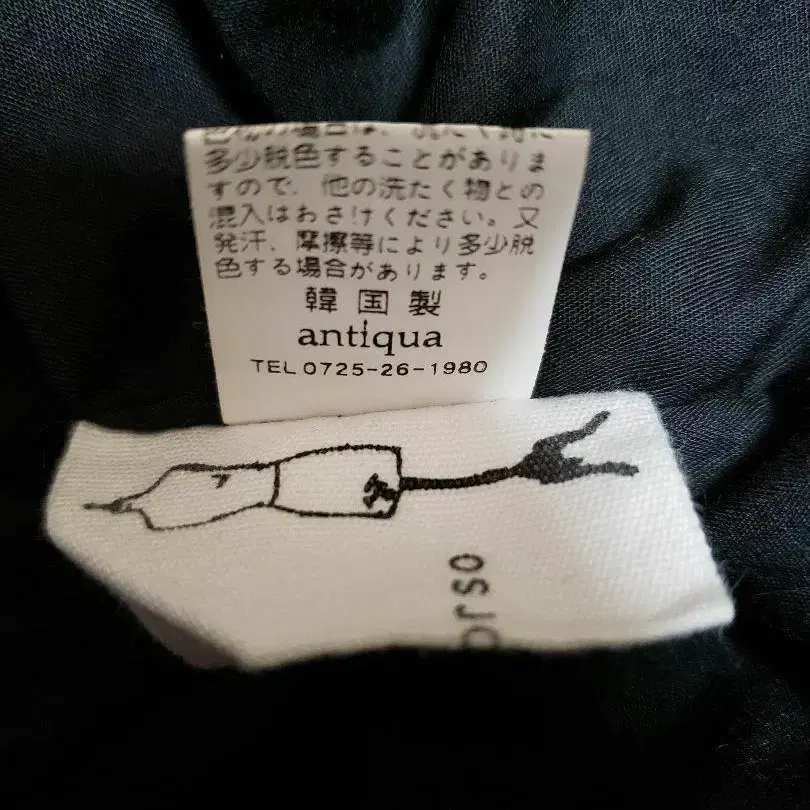 多少脱色することがありま
すので、他の洗たく物との
混入はおさけください。又
発汗、摩擦等により多少脱
色する場合があります。
韓国製
antiqua
TEL 0725-26-1980
orso